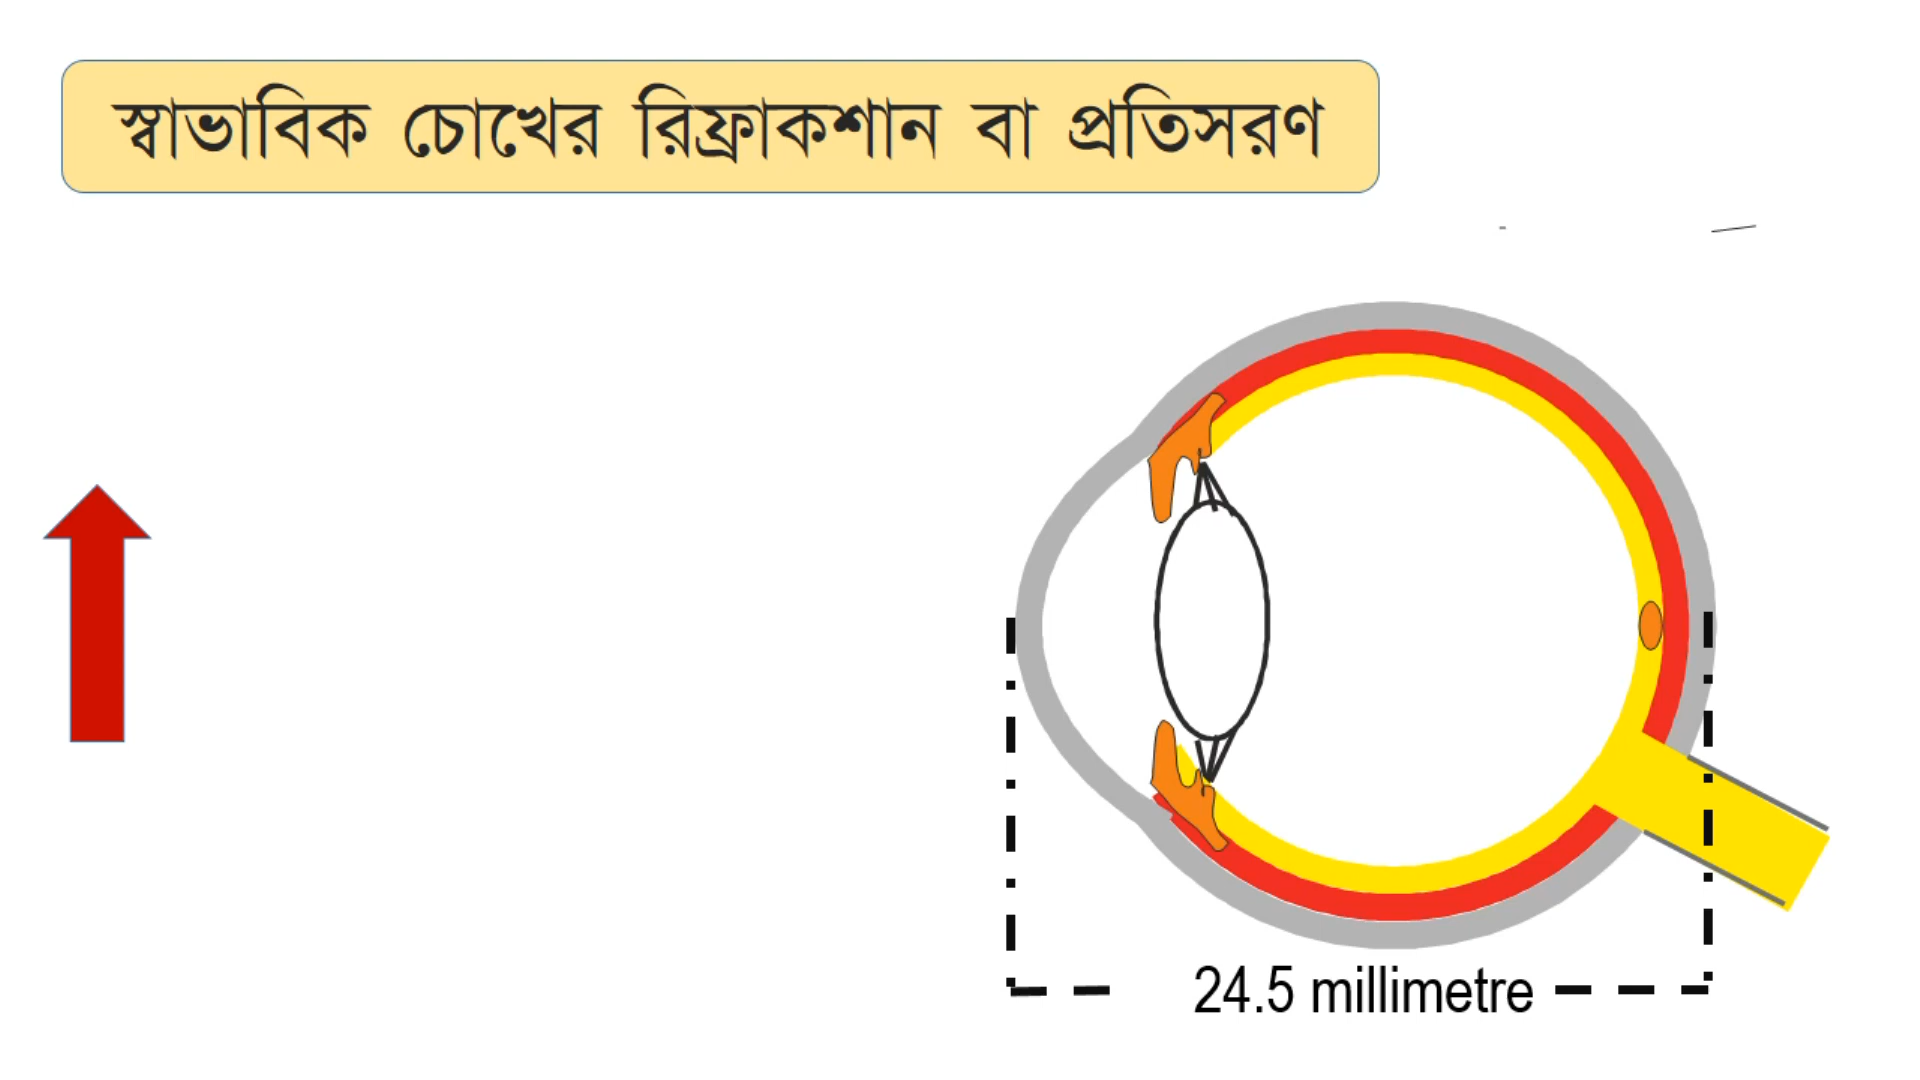 স্বাভাবিক চোখের রিফ্রাকশান বা প্রতিসরণ
24.5 millimetre